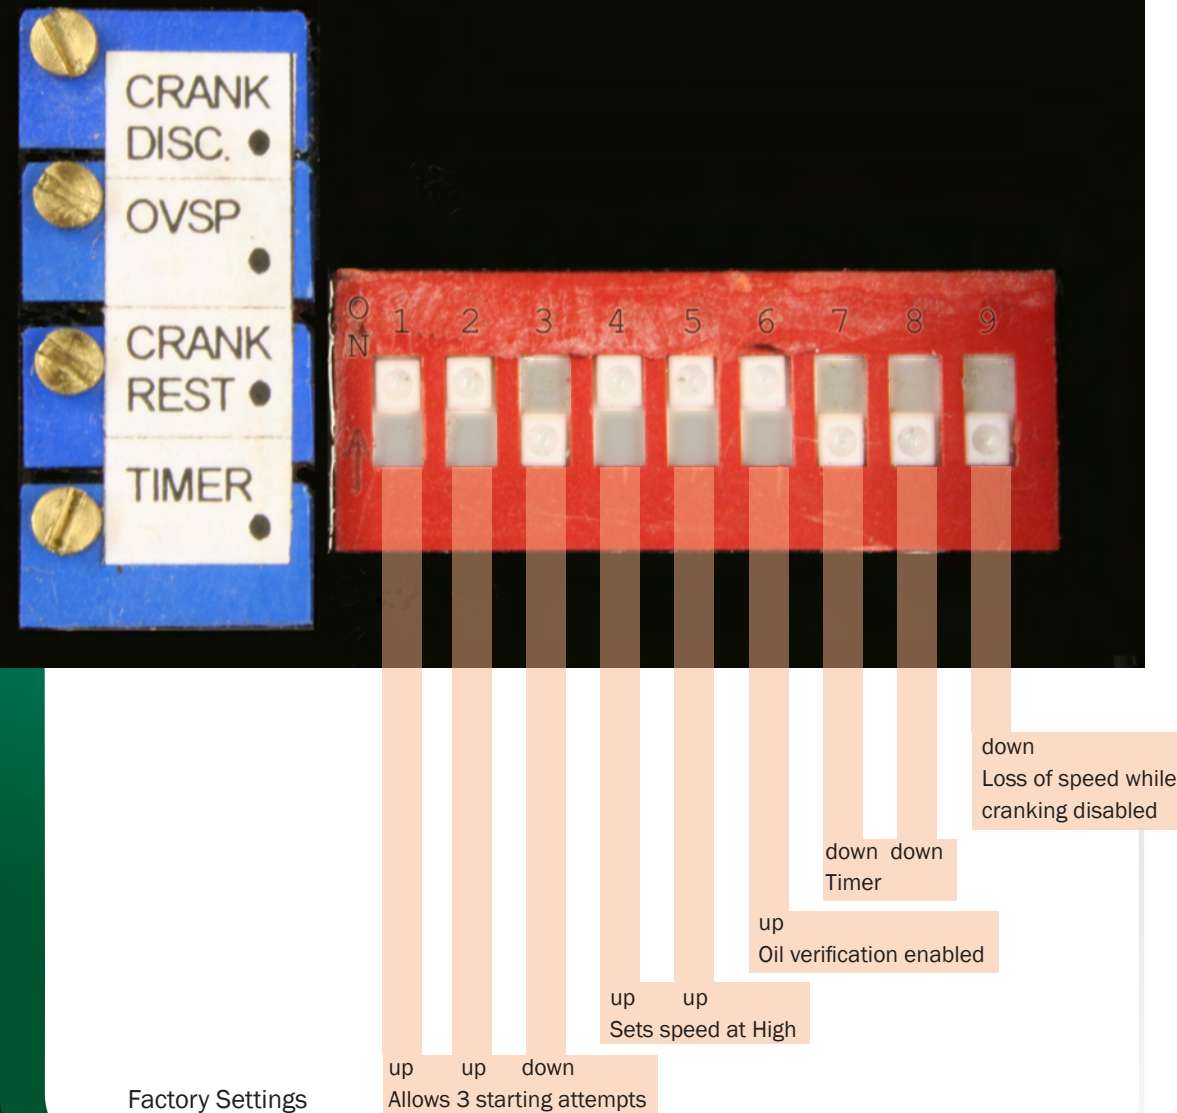 CRANK
DISC.
OVSP
CRANK
REST
TIMER
ON
1 2 3 4 5 6 7 8 9
down
Loss of speed while
cranking disabled
down down
Timer
up
Oil verification enabled
up up
Sets speed at High
up up down
Allows 3 starting attempts
Factory Settings